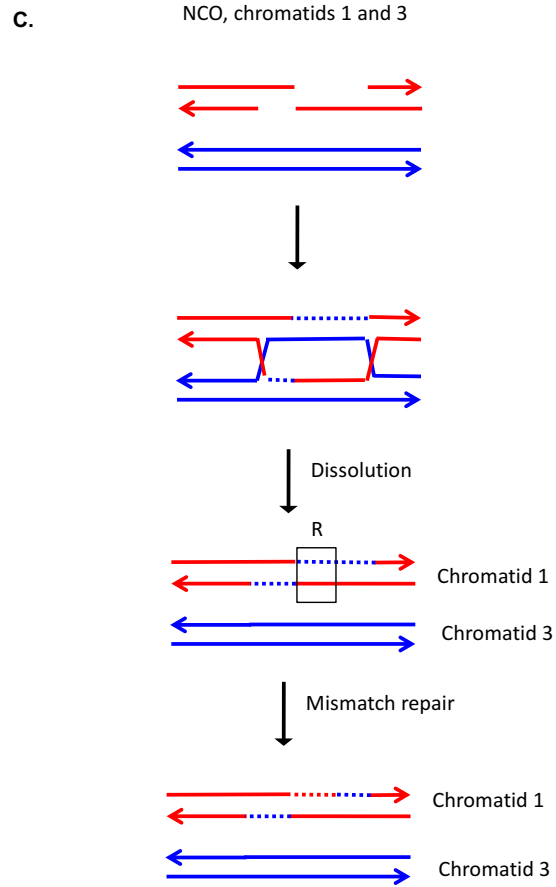 C.
NCO, chromatids 1 and 3
Dissolution
R
Chromatid 1
Chromatid 3
Mismatch repair
Chromatid 1
Chromatid 3